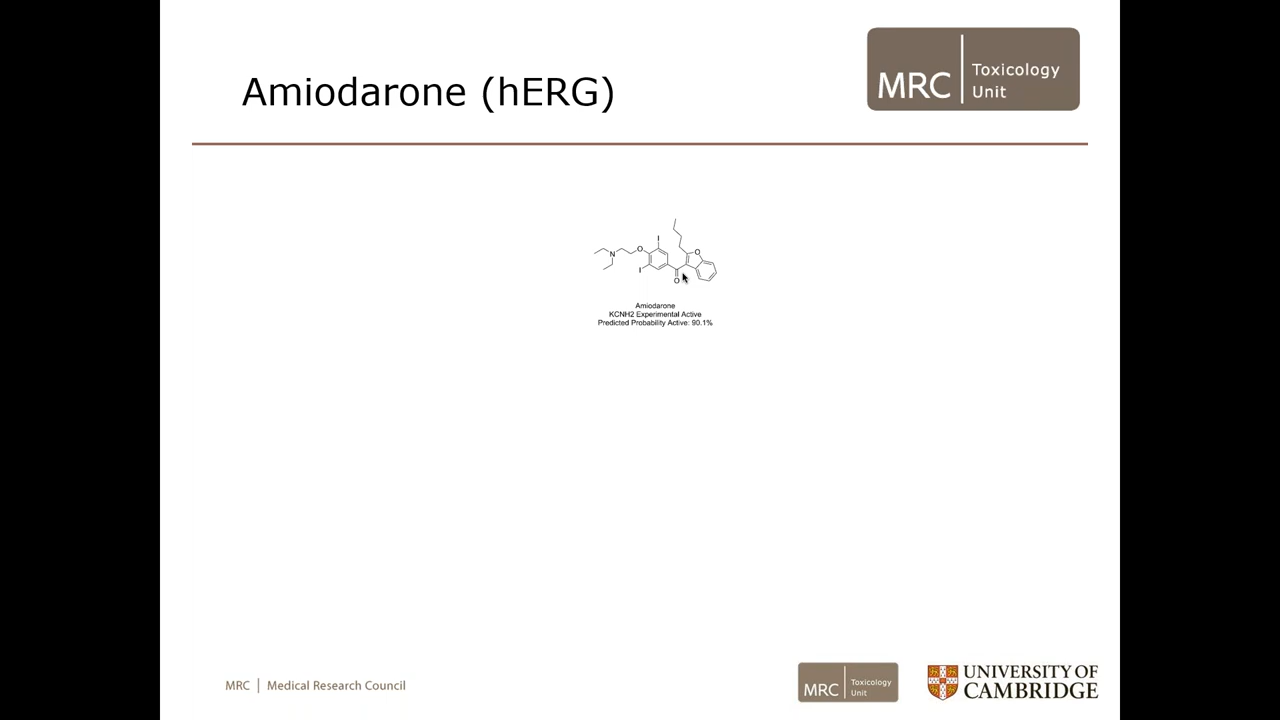 Amiodarone (hERG)
MRC
Toxicology
Unit
I
O
O
N
I
O
Amiodarone
KCNH2 Experimental Active
Predicted Probability Active: 90.1%
MRC | Medical Research Council
MRC
Toxicology
Unit
UNIVERSITY OF
CAMBRIDGE